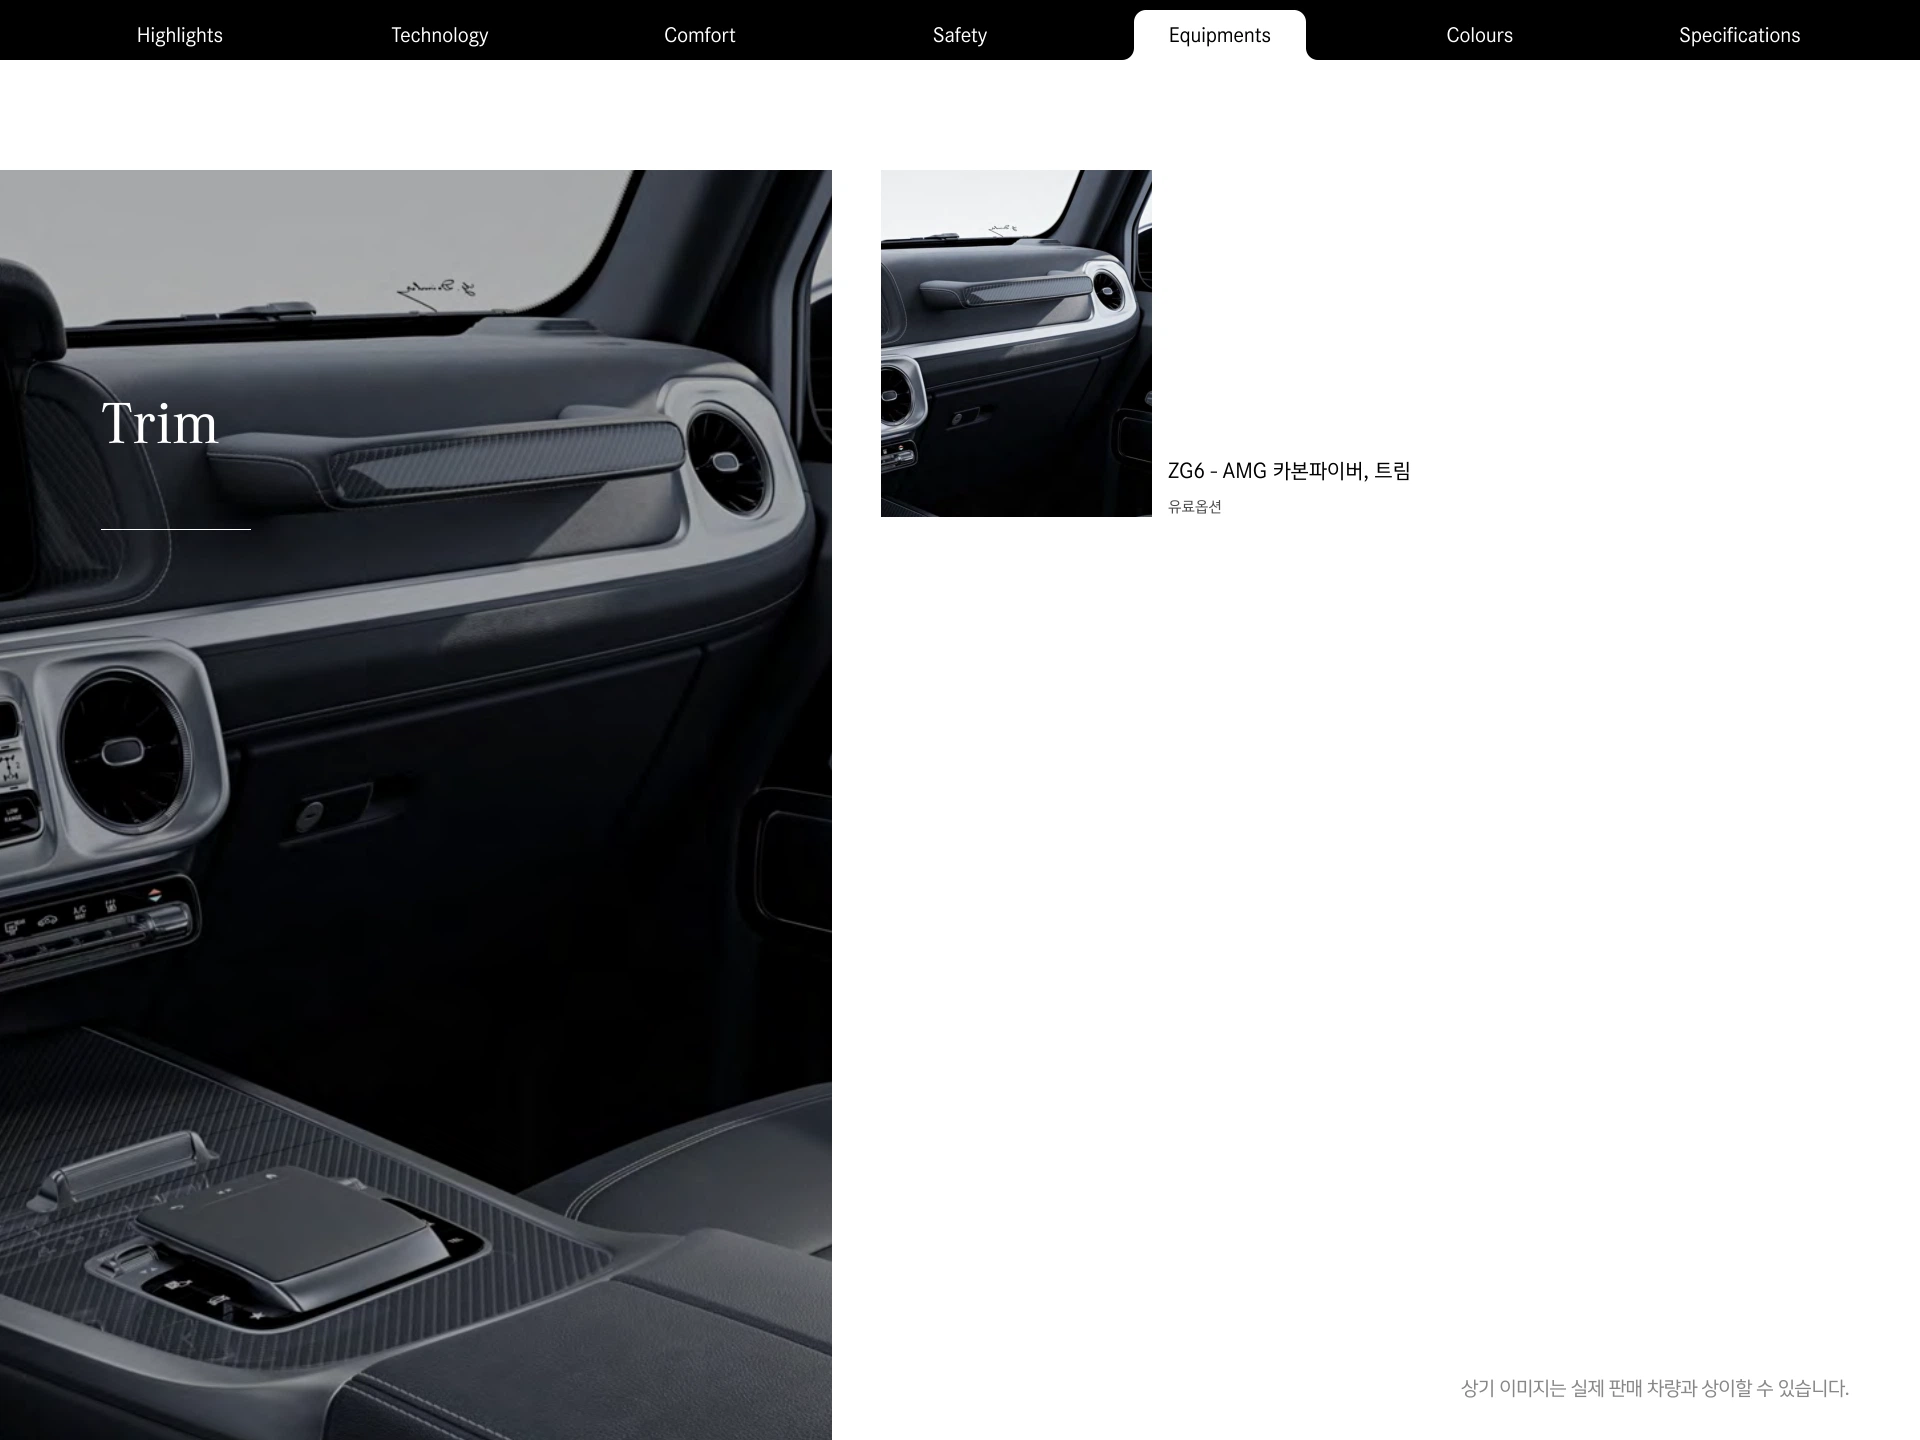 Highlights
Technology
Comfort
Safety
Equipments
Colours
Specifications
Trim
ZG6 - AMG 카본파이버, 트림
유료옵션
LOW
RANGE
A/C
상기 이미지는 실제 판매 차량과 상이할 수 있습니다.